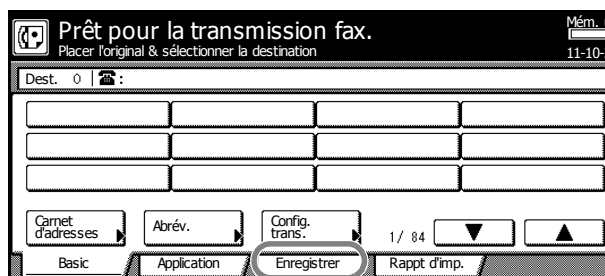 Prêt pour la transmission fax.
Mém.
Placer l'original & sélectionner la destination
11-10-
Dest. 0 ☎:
Carnet d'adresses
Abrév.
Config. trans.
1/ 84
Basic
Application
Enregistrer
Rappt d'imp.